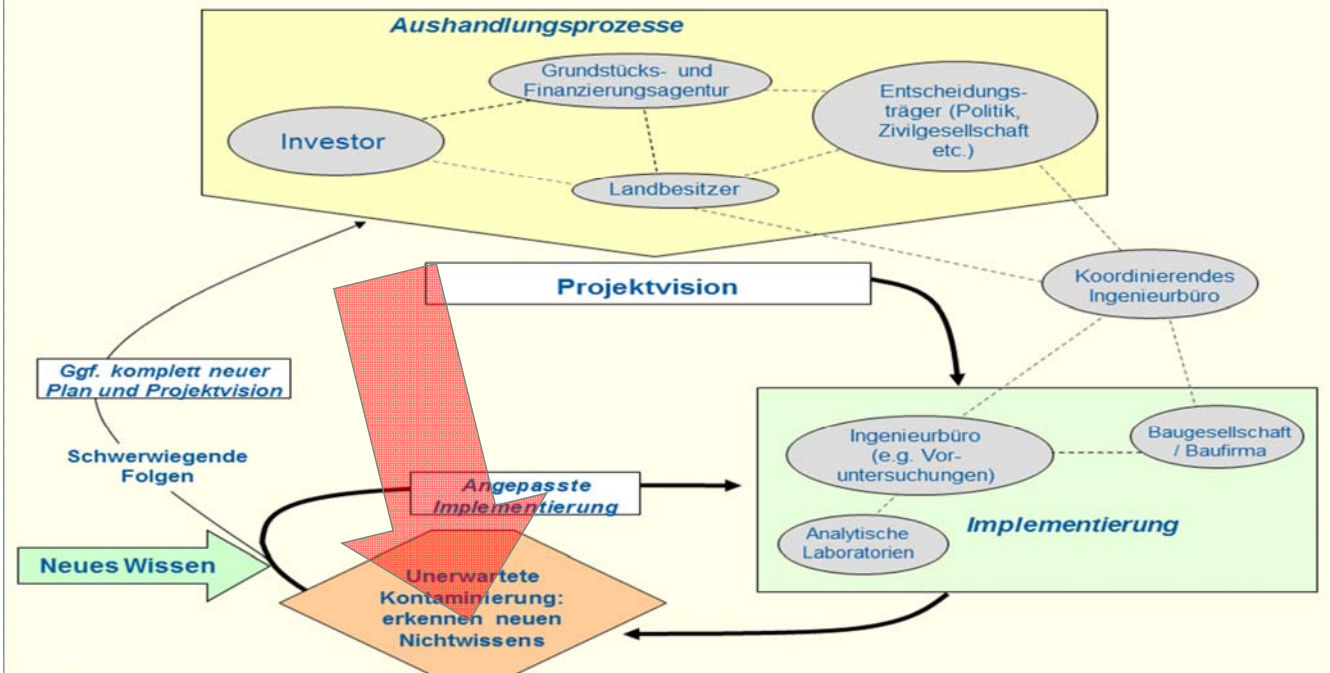 Aushandlungsprozesse
Grundstücks- und
Finanzierungsagentur
Entscheidungs-
träger (Politik,
Zivilgesellschaft
etc.)
Investor
Landbesitzer
Projektvision
Koordinierendes
Ingenieurbüro
Ggf. komplett neuer
Plan und Projektvision
Schwerwiegende
Folgen
Ingenieurbüro
(e.g. Vor-
untersuchungen)
Baugesellschaft
/ Baufirma
Angepasste
Implementierung
Analytische
Laboratorien
Implementierung
Neues Wissen
Unerwartete
Kontaminierung:
erkennen neuen
Nichtwissens